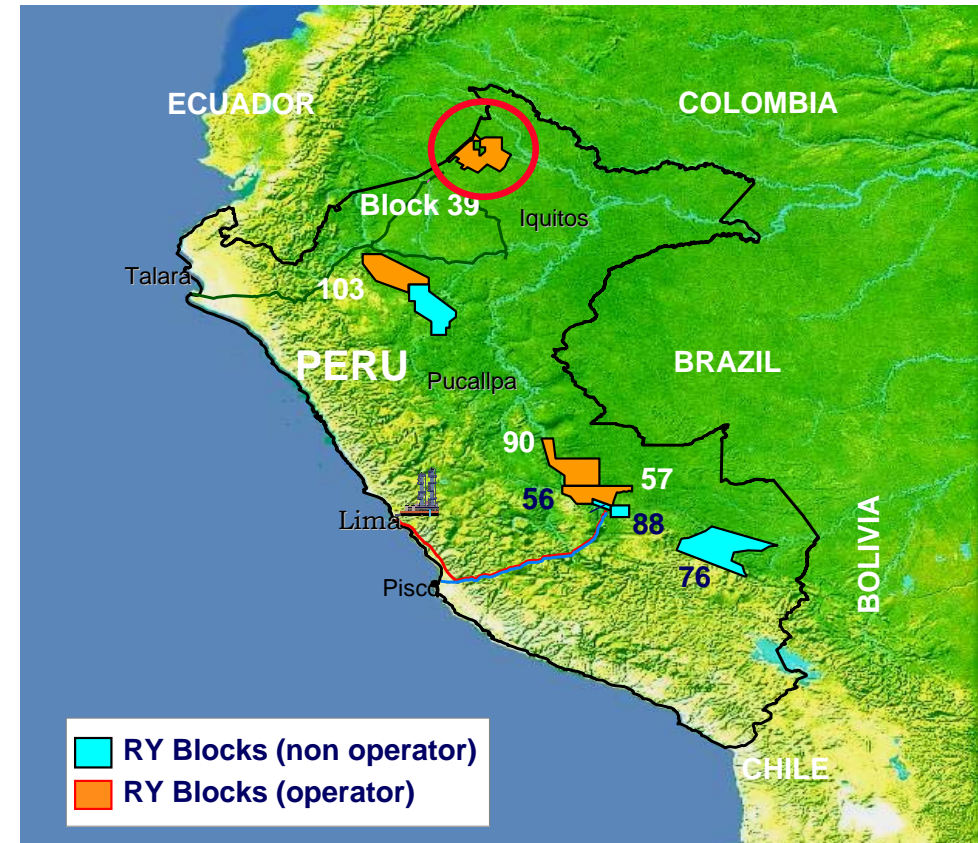 ECUADOR
COLOMBIA
Block 39
Iquitos
Talara
103
PERU
BRAZIL
Pucallpa
90
57
56
88
Lima
BOLIVIA
76
Pisco
RY Blocks (non operator)
CHILE
RY Blocks (operator)